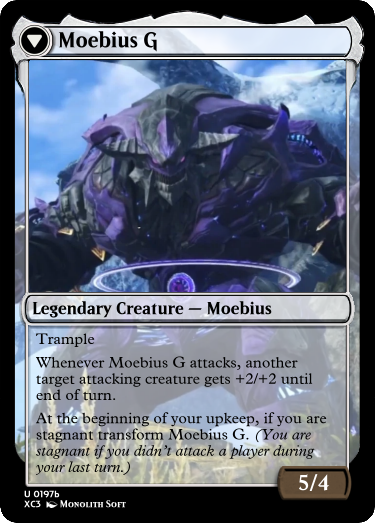 Moebius G
Legendary Creature — Moebius
Trample
Whenever Moebius G attacks, another
target attacking creature gets +2/+2 until
end of turn.
At the beginning of your upkeep, if you are
stagnant transform Moebius G. (You are
stagnant if you didn't attack a player during
your last turn.)
5/4
U 0197b
XC3 Monolith Soft